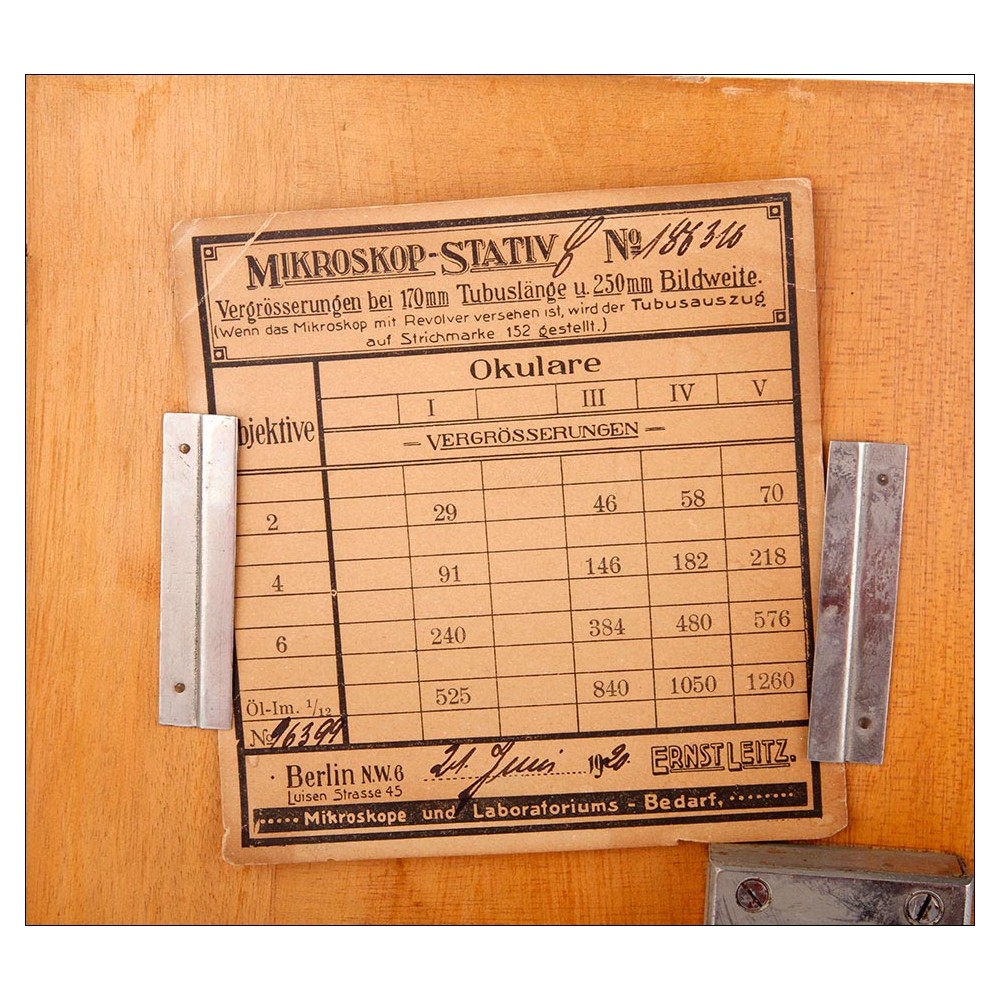 MIKROSKOP-STATIV No 186316
Vergrösserungen bei 170mm Tubuslänge u. 250mm Bildweite.
(Wenn das Mikroskop mit Revolver versehen ist, wird der Tubusauszug
auf Strichmarke 152 gestellt.)
Okulare
I III IV V
bjektive
– VERGRÖSSERUNGEN –
2 29 46 58 70
4 91 146 182 218
6 240 384 480 576
Öl-Im. 1/12 525 840 1050 1260
No 96399
Berlin N.W.6 21. Juni 1920. ERNST LEITZ.
Luisen Strasse 45
Mikroskope und Laboratoriums - Bedarf,